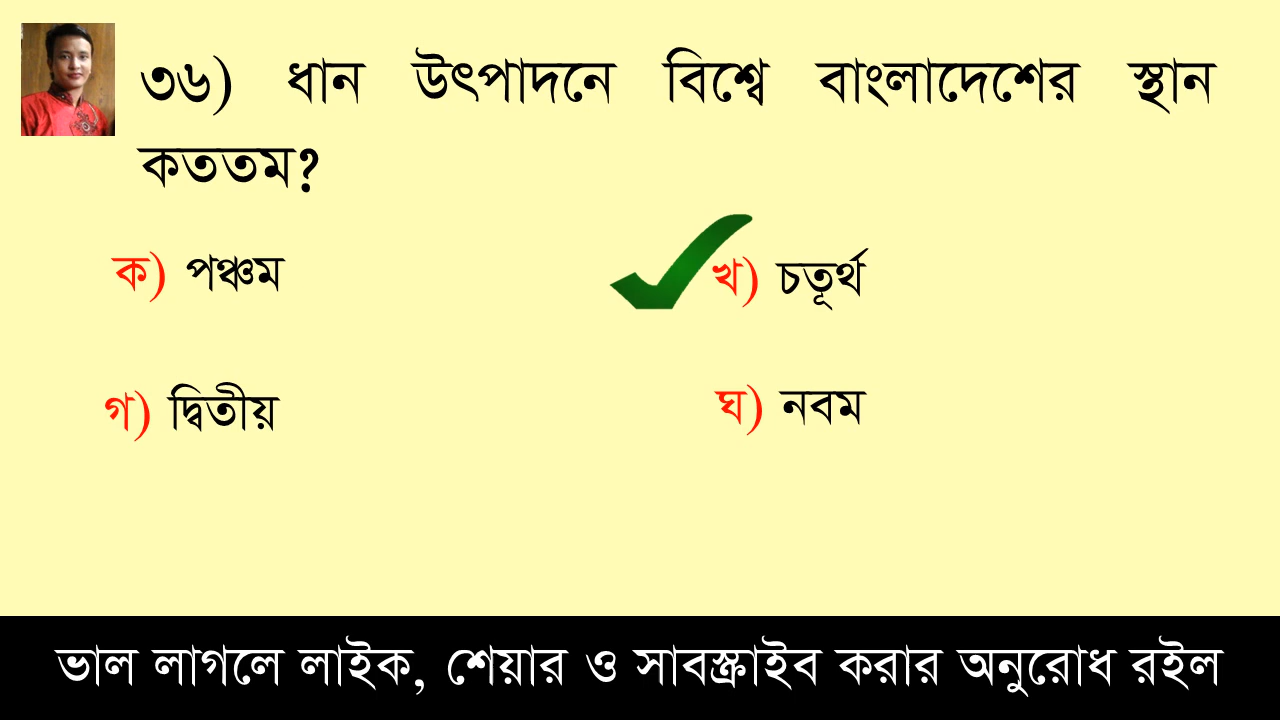 ৩৬) ধান উৎপাদনে বিশ্বে বাংলাদেশের স্থান
কততম?
ক) পঞ্চম
খ) চতূর্থ
গ) দ্বিতীয়
ঘ) নবম
ভাল লাগলে লাইক, শেয়ার ও সাবস্ক্রাইব করার অনুরোধ রইল